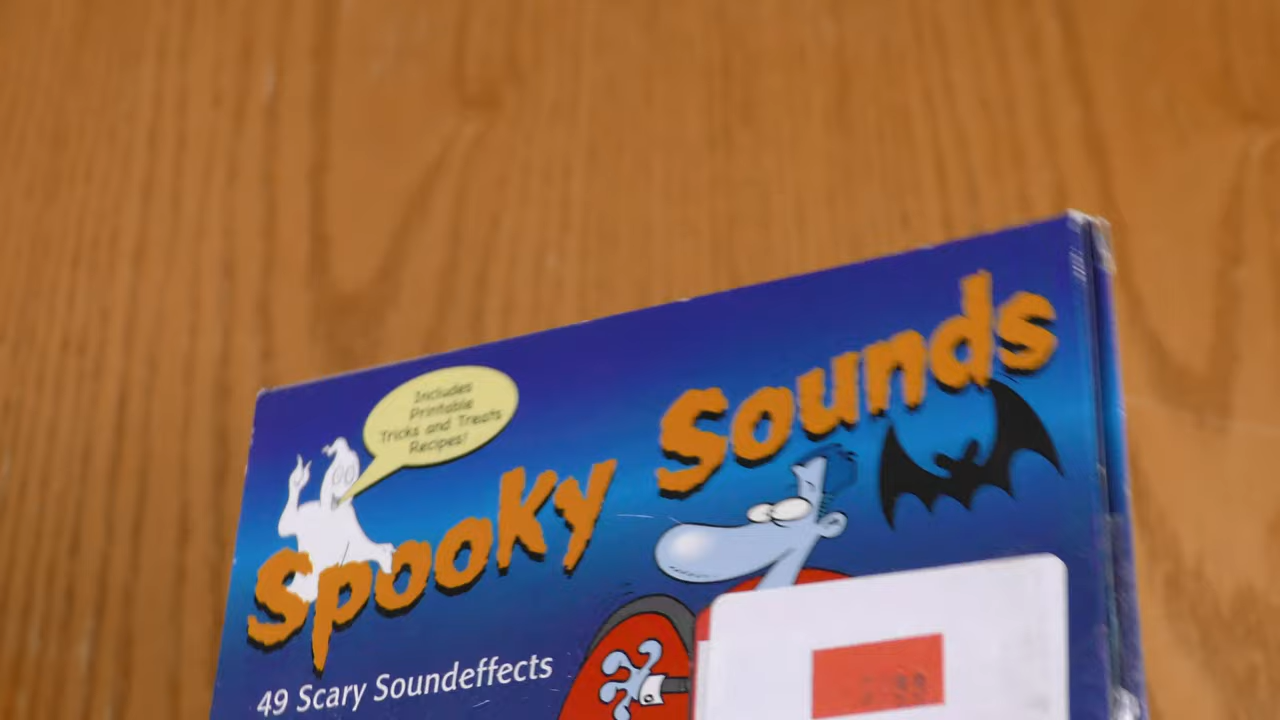 Includes
Printable
Tricks and Treats
Recipes!
Spooky Sounds
49 Scary Soundeffects